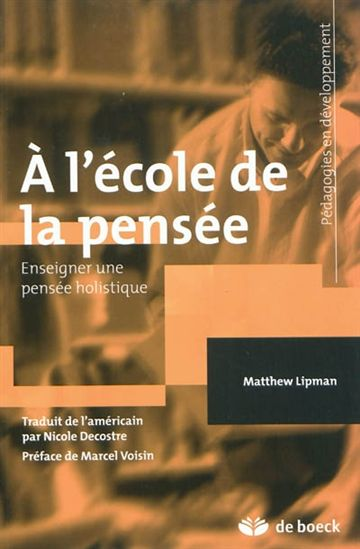 Pédagogies en développement
À l'école de
la pensée
Enseigner une
pensée holistique
Matthew Lipman
Traduit de l'américain
par Nicole Decostre
Préface de Marcel Voisin
de boeck